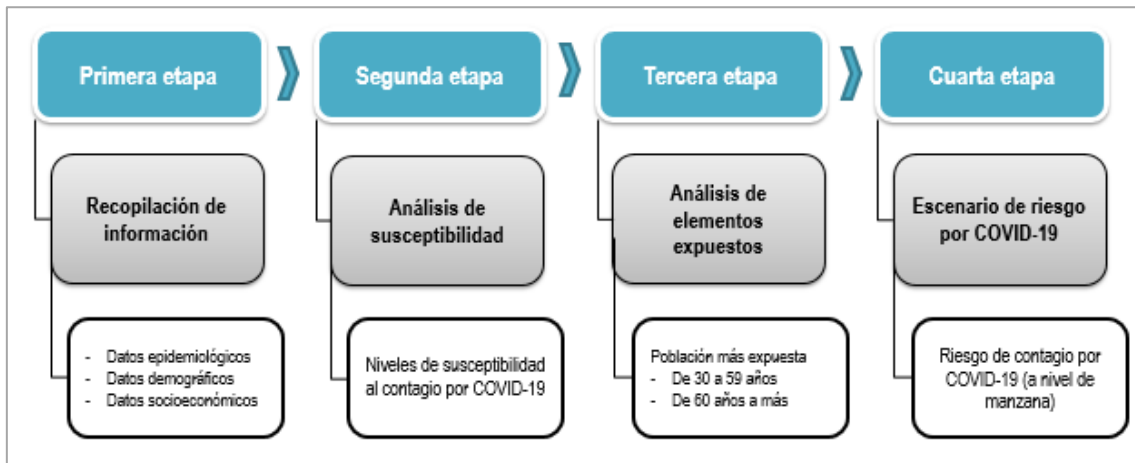 Primera etapa
Segunda etapa
Tercera etapa
Cuarta etapa
Recopilación de
información
Análisis de
susceptibilidad
Análisis de
elementos
expuestos
Escenario de riesgo
por COVID-19
- Datos epidemiológicos
- Datos demográficos
- Datos socioeconómicos
Niveles de susceptibilidad
al contagio por COVID-19
Población más expuesta
- De 30 a 59 años
- De 60 años a más
Riesgo de contagio por
COVID-19 (a nivel de
manzana)